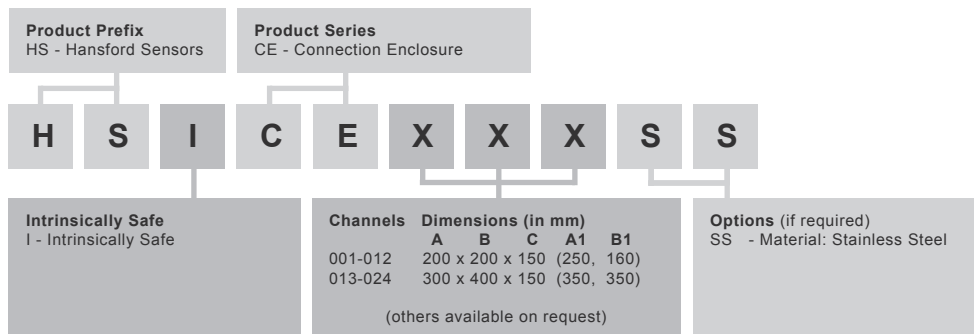 Product Prefix
HS - Hansford Sensors
Product Series
CE - Connection Enclosure
H S I C E X X X S S
Intrinsically Safe
I - Intrinsically Safe
Channels Dimensions (in mm)
A B C A1 B1
001-012 200 x 200 x 150 (250, 160)
013-024 300 x 400 x 150 (350, 350)
(others available on request)
Options (if required)
SS - Material: Stainless Steel